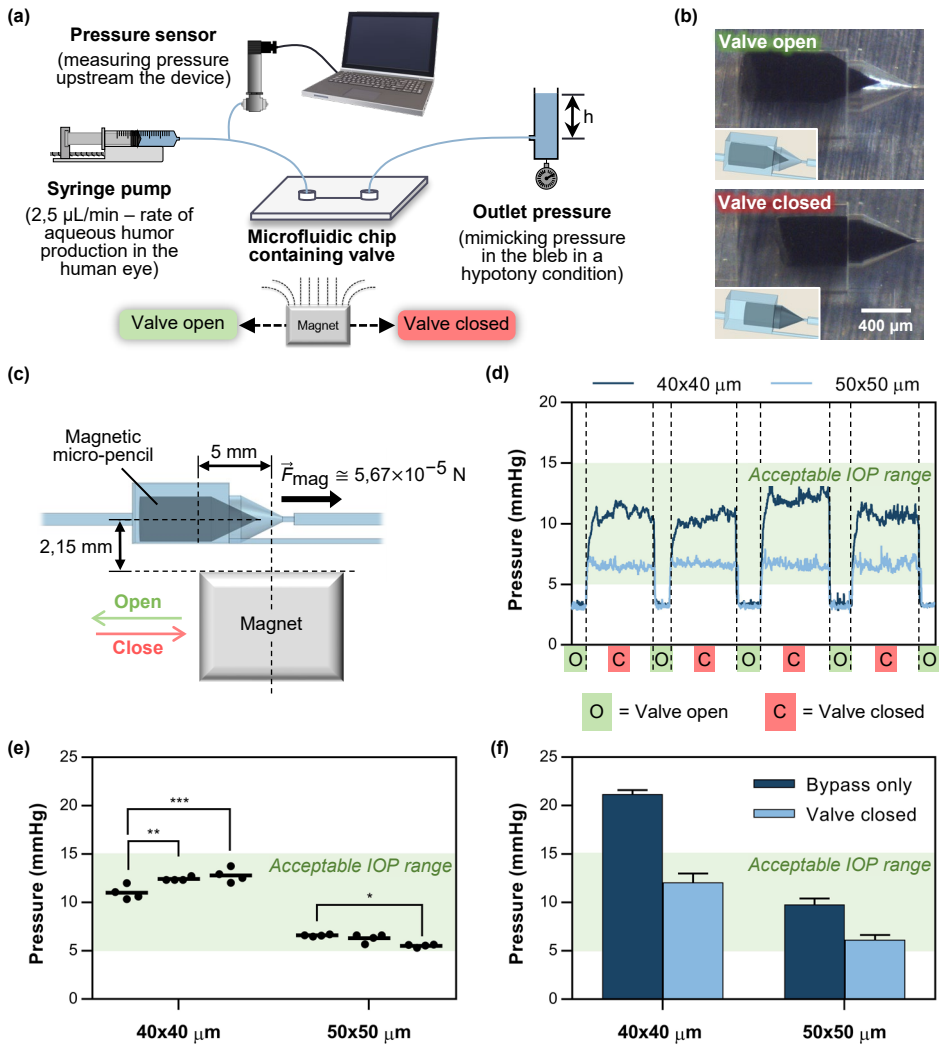 (a)
Pressure sensor
(measuring pressure
upstream the device)
h
Syringe pump
(2,5 µL/min – rate of
aqueous humor
production in the
human eye)
Microfluidic chip
containing valve
Outlet pressure
(mimicking pressure
in the bleb in a
hypotony condition)
Valve open
Magnet
Valve closed
(b)
Valve open
Valve closed
400 µm
(c)
Magnetic
micro-pencil
5 mm
F⃗mag ≅ 5,67×10⁻⁵ N
2,15 mm
Open
Close
Magnet
(d)
40x40 µm
50x50 µm
20
15
10
5
0
Pressure (mmHg)
Acceptable IOP range
O C O C O C O C O
O = Valve open
C = Valve closed
(e)
25
20
15
10
5
0
Pressure (mmHg)
***
**
*
Acceptable IOP range
40x40 µm
50x50 µm
(f)
25
20
15
10
5
0
Pressure (mmHg)
Bypass only
Valve closed
Acceptable IOP range
40x40 µm
50x50 µm